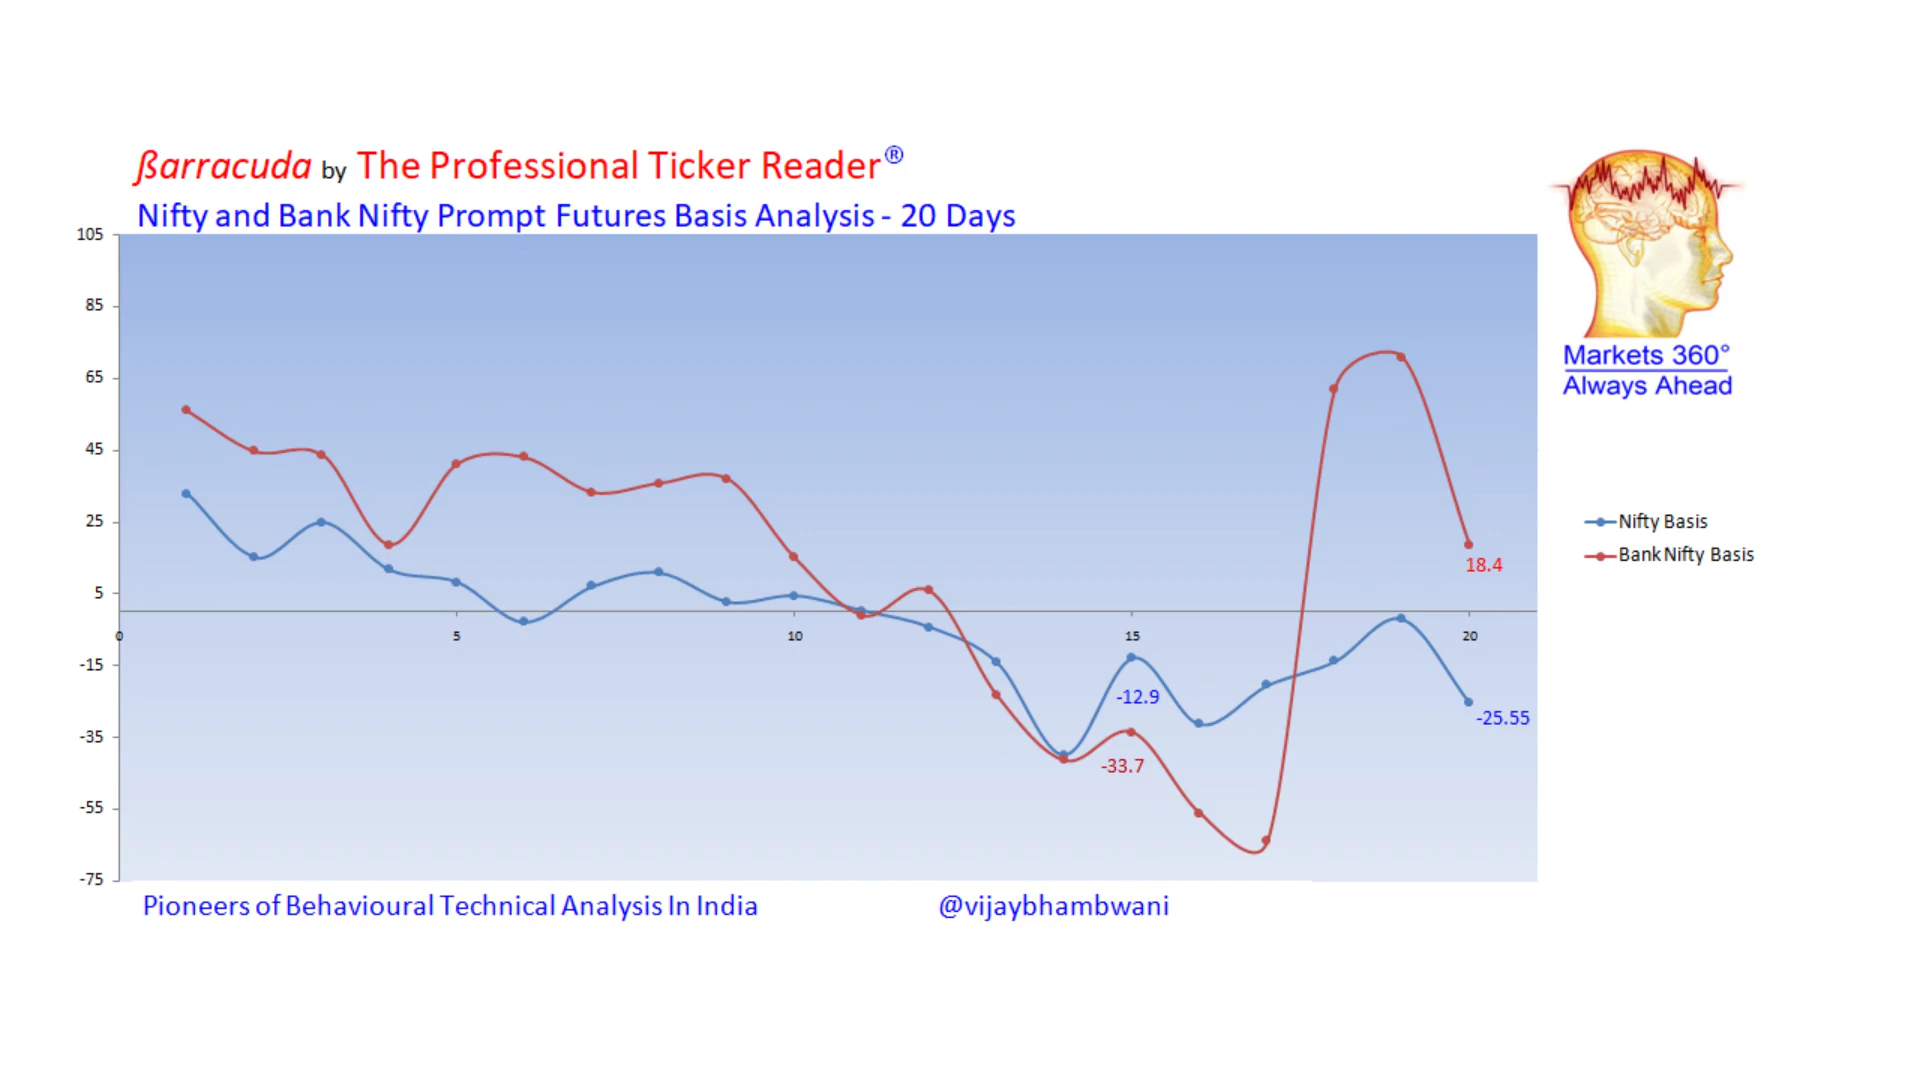 ßarracuda by The Professional Ticker Reader®
Nifty and Bank Nifty Prompt Futures Basis Analysis - 20 Days
Markets 360°
Always Ahead
105
85
65
45
25
5
-15
-35
-55
-75
0
5
10
15
20
-12.9
-33.7
18.4
-25.55
Nifty Basis
Bank Nifty Basis
Pioneers of Behavioural Technical Analysis In India
@vijaybhambwani